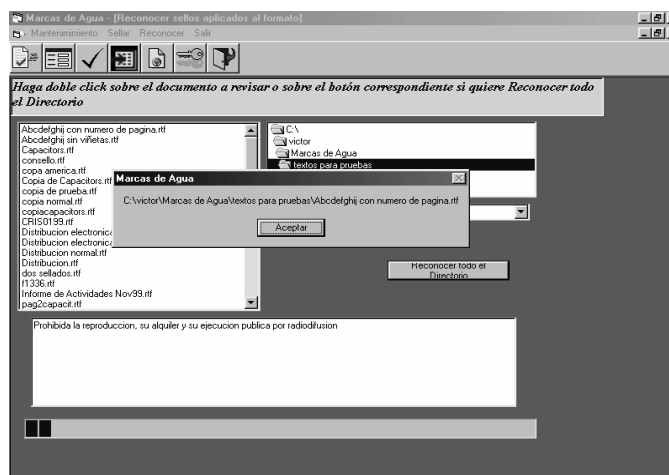 Marcas de Agua - [Reconocer sellos aplicados al formato]
Mantenimiento Sellar Reconocer Salir
Haga doble click sobre el documento a revisar o sobre el botón correspondiente si quiere Reconocer todo
el Directorio
Abcdefghij con numero de pagina.rtf
Abcdefghij sin viñetas.rtf
Capacitors.rtf
consello.rtf
copa america.rtf
Copia de Capacitors.rtf
copia de prueba.rtf
copia normal.rtf
copiacapacitors.rtf
CRIS0199.rtf
Distribucion electronica
Distribucion electronica
Distribucion normal.rtf
Distribucion.rtf
dos sellados.rtf
f1336.rtf
Informe de Actividades Nov99.rtf
pag2capacit.rtf
C:\
victor
Marcas de Agua
textos para pruebas
Marcas de Agua
C:\victor\Marcas de Agua\textos para pruebas\Abcdefghij con numero de pagina.rtf
Aceptar
Reconocer todo el
Directorio
Prohibida la reproduccion, su alquiler y su ejecucion publica por radiodifusion